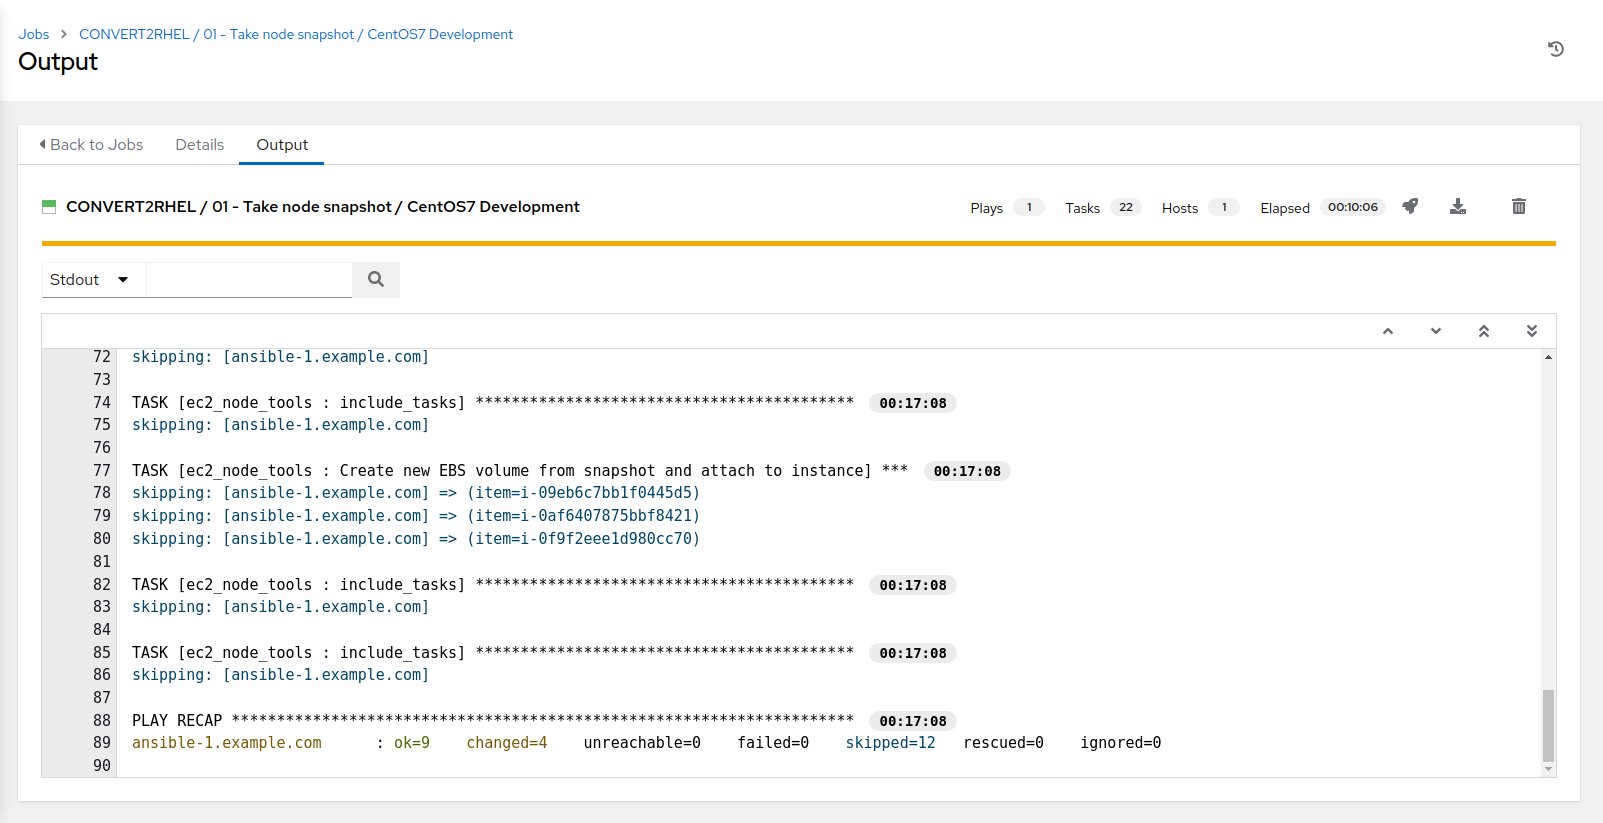 Jobs > CONVERT2RHEL / 01 - Take node snapshot / CentOS7 Development
Output
Back to Jobs Details Output
CONVERT2RHEL / 01 - Take node snapshot / CentOS7 Development Plays 1 Tasks 22 Hosts 1 Elapsed 00:10:06
Stdout
72 skipping: [ansible-1.example.com]
73
74 TASK [ec2_node_tools : include_tasks] ****************************************** 00:17:08
75 skipping: [ansible-1.example.com]
76
77 TASK [ec2_node_tools : Create new EBS volume from snapshot and attach to instance] *** 00:17:08
78 skipping: [ansible-1.example.com] => (item=i-09eb6c7bb1f0445d5)
79 skipping: [ansible-1.example.com] => (item=i-0af6407875bbf8421)
80 skipping: [ansible-1.example.com] => (item=i-0f9f2eee1d980cc70)
81
82 TASK [ec2_node_tools : include_tasks] ****************************************** 00:17:08
83 skipping: [ansible-1.example.com]
84
85 TASK [ec2_node_tools : include_tasks] ****************************************** 00:17:08
86 skipping: [ansible-1.example.com]
87
88 PLAY RECAP ********************************************************************* 00:17:08
89 ansible-1.example.com : ok=9 changed=4 unreachable=0 failed=0 skipped=12 rescued=0 ignored=0
90